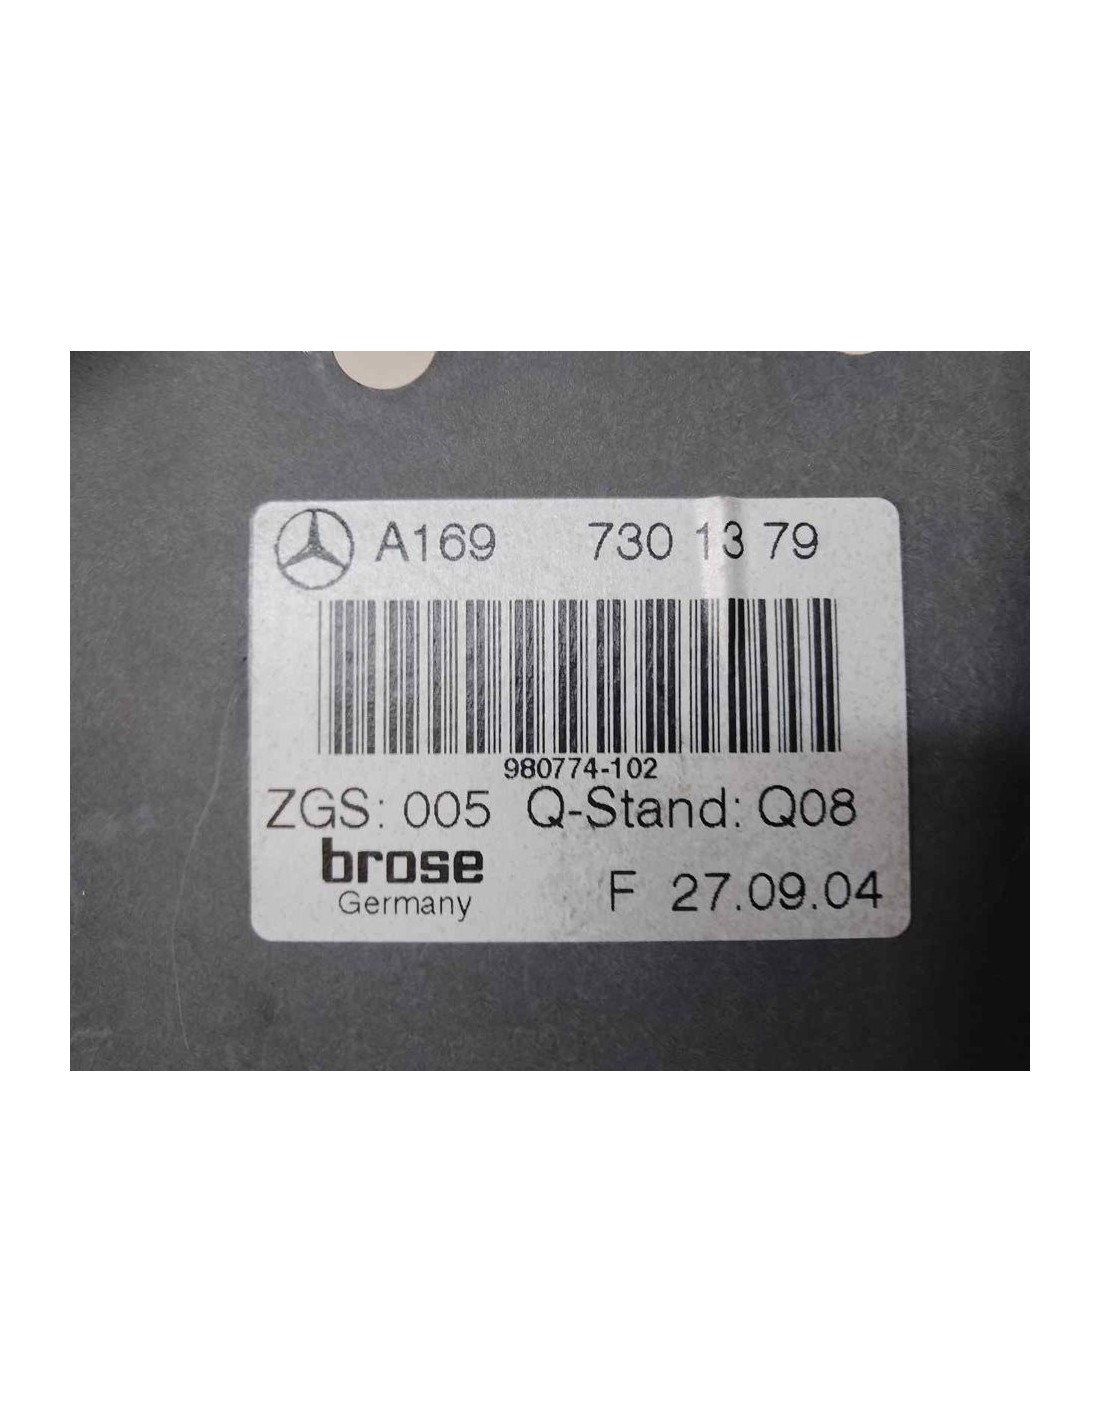 A169 730 13 79
980774-102
ZGS: 005 Q-Stand: Q08
brose
Germany
F 27.09.04